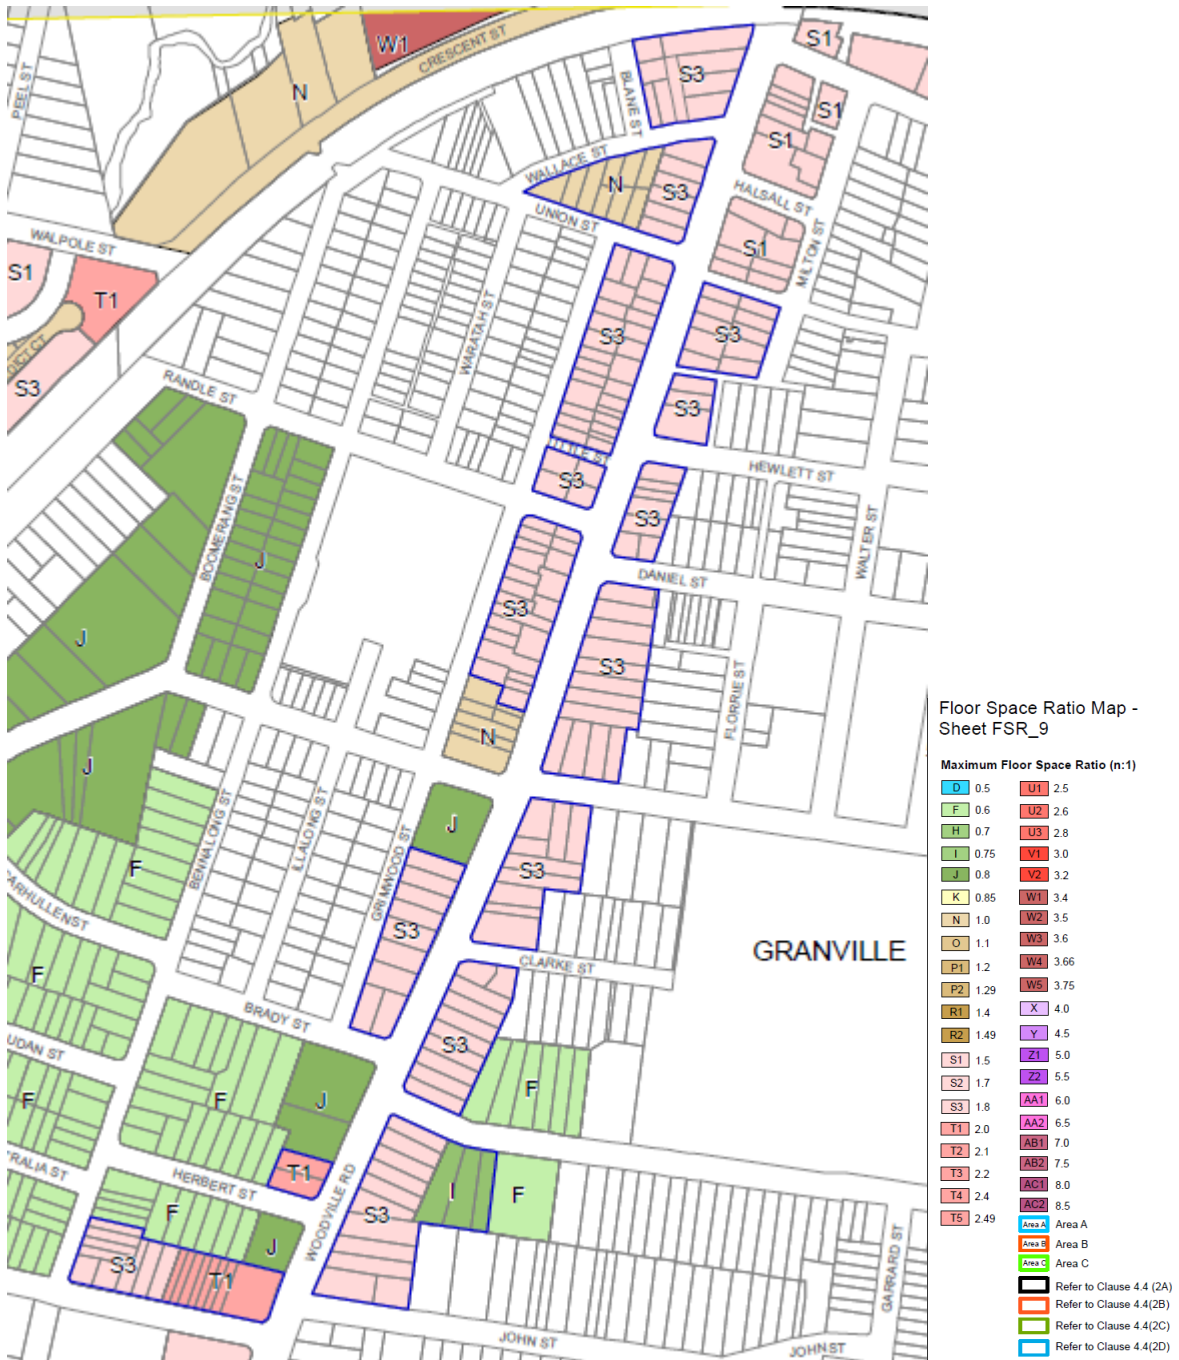 W1
CRESCENT ST
N
PEEL ST
S3
S1
S1
S1
BLANE ST
WALLACE ST
N
S3
HALSALL ST
UNION ST
S1
MILTON ST
WALPOLE ST
S1
T1
S3
S3
WARATAH ST
S3
RANDLE ST
S3
S3
HEWLETT ST
BOOMERANG ST
S3
WALTER ST
J
DANIEL ST
S3
J
S3
FLORRIE ST
N
J
J
BENNALONG ST
ILLALONG ST
GRIMWOOD ST
F
S3
S3
GRANVILLE
CLARKE ST
F
BRADY ST
S3
UDAN ST
F
F
J
F
RALIA ST
HERBERT ST
T1
WOODVILLE RD
I
F
F
S3
J
S3
T1
GARRARD ST
JOHN ST
JOHN ST
Floor Space Ratio Map -
Sheet FSR_9
Maximum Floor Space Ratio (n:1)
D 0.5
F 0.6
H 0.7
I 0.75
J 0.8
K 0.85
N 1.0
O 1.1
P1 1.2
P2 1.29
R1 1.4
R2 1.49
S1 1.5
S2 1.7
S3 1.8
T1 2.0
T2 2.1
T3 2.2
T4 2.4
T5 2.49
U1 2.5
U2 2.6
U3 2.8
V1 3.0
V2 3.2
W1 3.4
W2 3.5
W3 3.6
W4 3.66
W5 3.75
X 4.0
Y 4.5
Z1 5.0
Z2 5.5
AA1 6.0
AA2 6.5
AB1 7.0
AB2 7.5
AC1 8.0
AC2 8.5
Area A Area A
Area B Area B
Area C Area C
Refer to Clause 4.4 (2A)
Refer to Clause 4.4(2B)
Refer to Clause 4.4(2C)
Refer to Clause 4.4(2D)